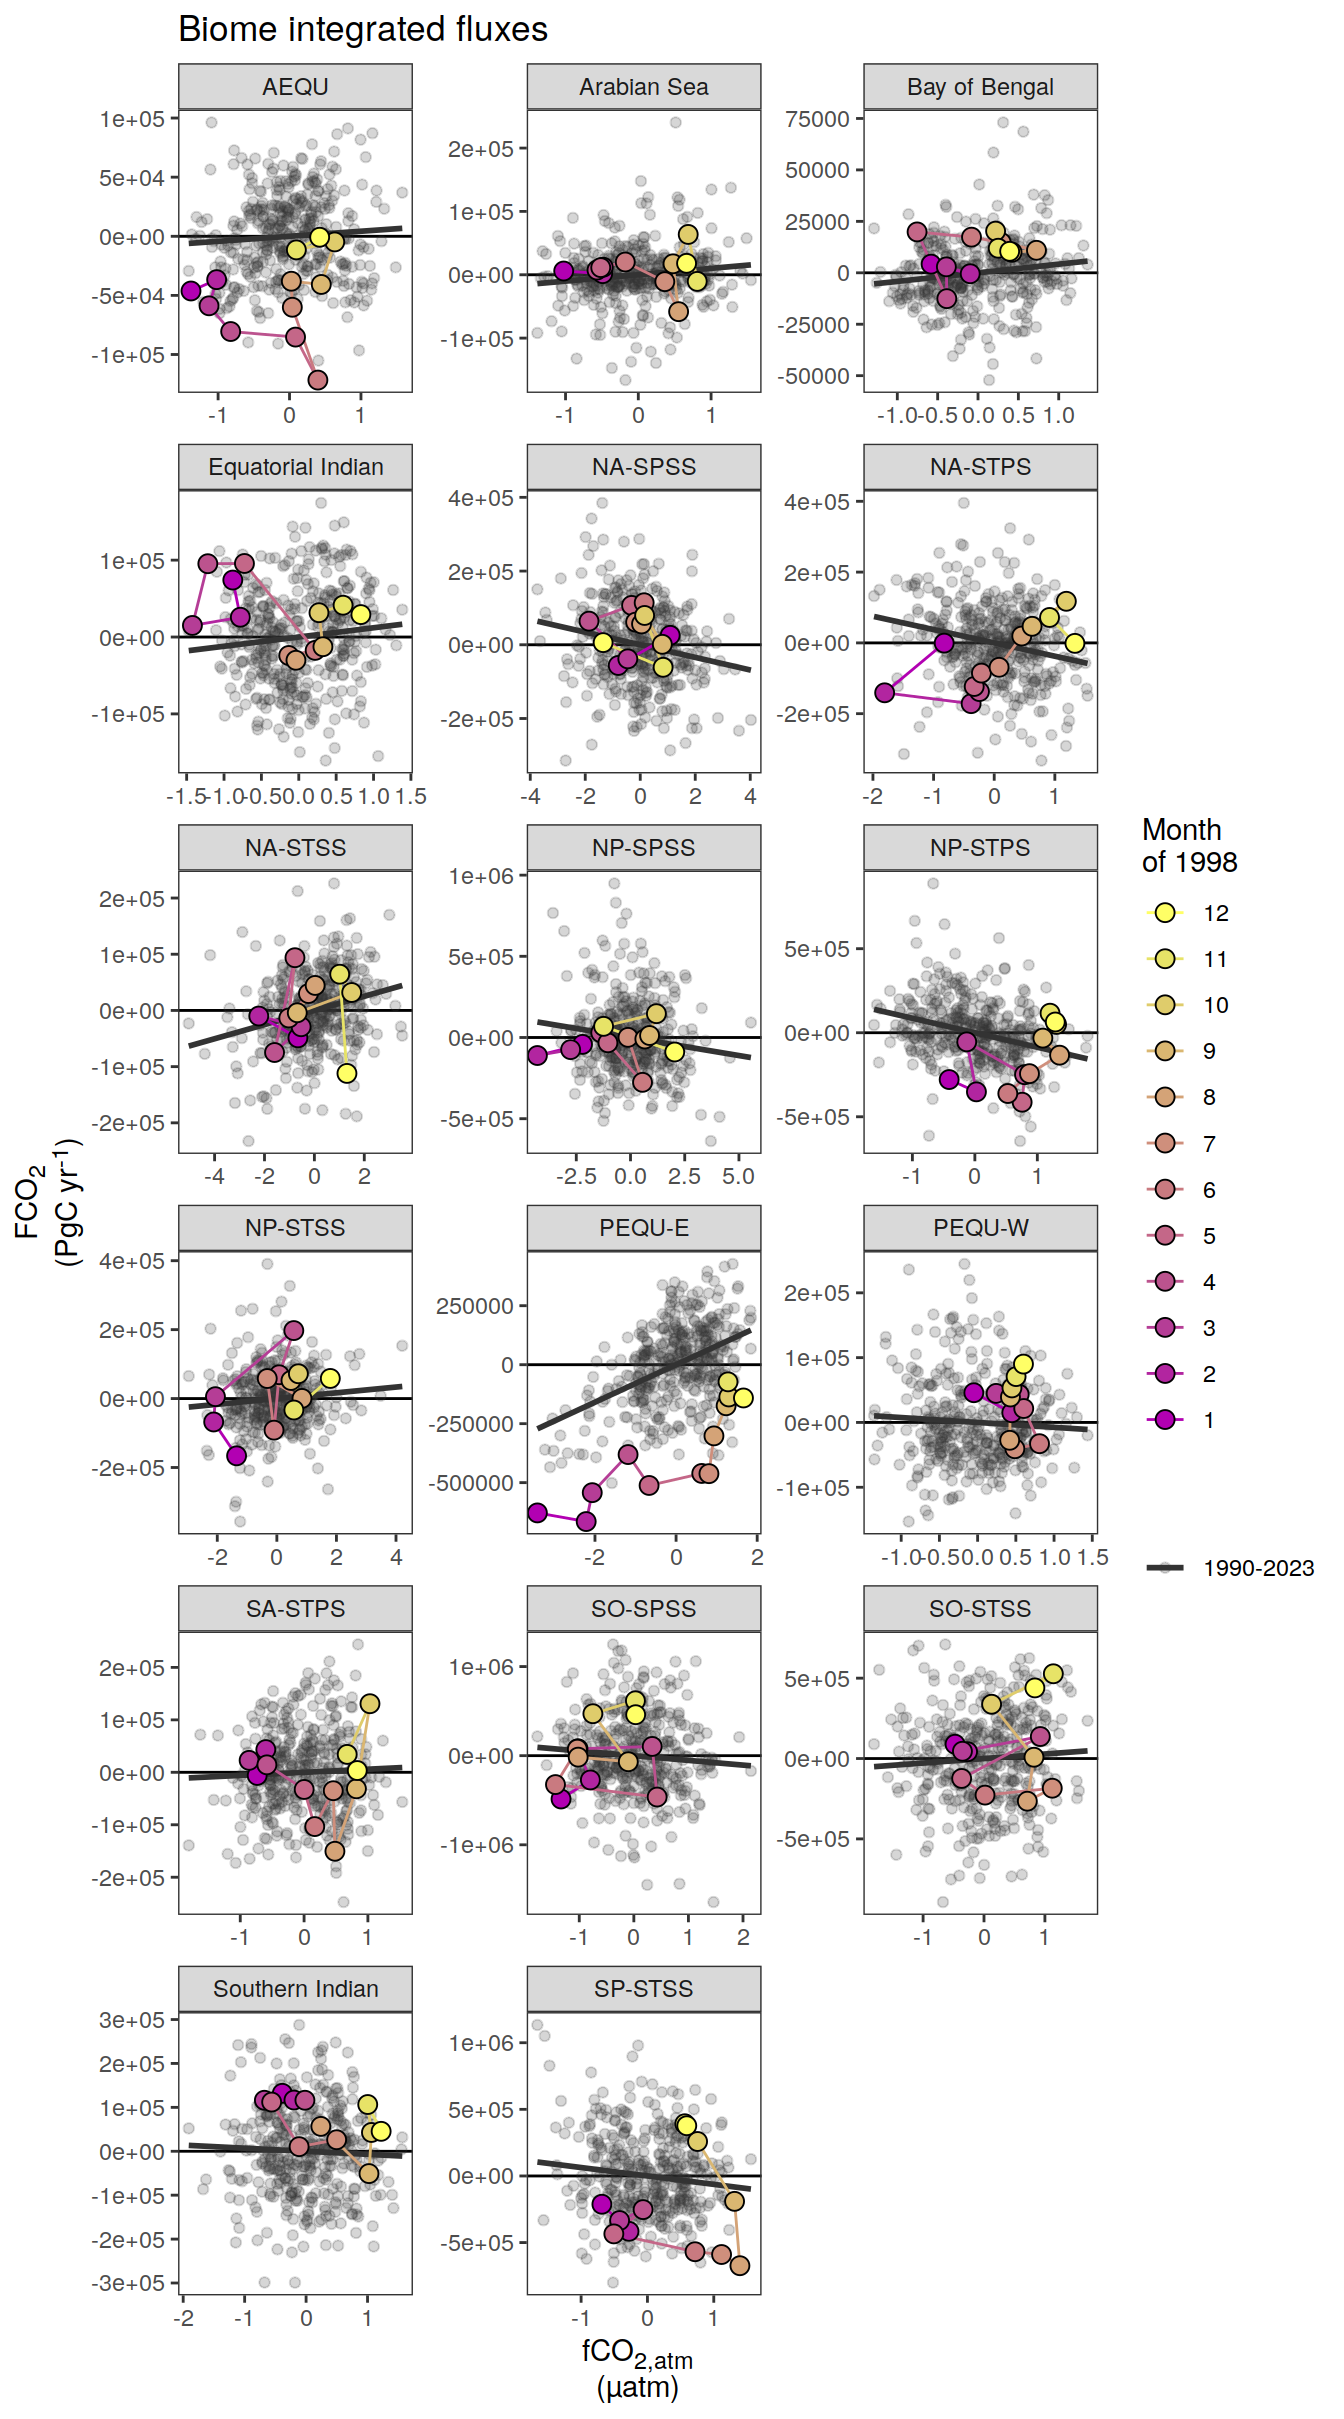 Biome integrated fluxes
AEQU
Arabian Sea
Bay of Bengal
1e+05
5e+04
0e+00
-5e+04
-1e+05
2e+05
1e+05
0e+00
-1e+05
75000
50000
25000
0
-25000
-50000
-1 0 1
-1 0 1
-1.0 -0.5 0.0 0.5 1.0
Equatorial Indian
NA-SPSS
NA-STPS
1e+05
0e+00
-1e+05
4e+05
2e+05
0e+00
-2e+05
4e+05
2e+05
0e+00
-2e+05
-1.5 -1.0 -0.5 0.0 0.5 1.0 1.5
-4 -2 0 2 4
-2 -1 0 1
NA-STSS
NP-SPSS
NP-STPS
2e+05
1e+05
0e+00
-1e+05
-2e+05
1e+06
5e+05
0e+00
-5e+05
5e+05
0e+00
-5e+05
-4 -2 0 2
-2.5 0.0 2.5 5.0
-1 0 1
NP-STSS
PEQU-E
PEQU-W
4e+05
2e+05
0e+00
-2e+05
250000
0
-250000
-500000
2e+05
1e+05
0e+00
-1e+05
-2 0 2 4
-2 0 2
-1.0 -0.5 0.0 0.5 1.0 1.5
SA-STPS
SO-SPSS
SO-STSS
2e+05
1e+05
0e+00
-1e+05
-2e+05
1e+06
0e+00
-1e+06
5e+05
0e+00
-5e+05
-1 0 1
-1 0 1 2
-1 0 1
Southern Indian
SP-STSS
3e+05
2e+05
1e+05
0e+00
-1e+05
-2e+05
-3e+05
1e+06
5e+05
0e+00
-5e+05
-2 -1 0 1
-1 0 1
FCO2
(PgC yr-1)
fCO2,atm
(µatm)
Month
of 1998
12
11
10
9
8
7
6
5
4
3
2
1
1990-2023